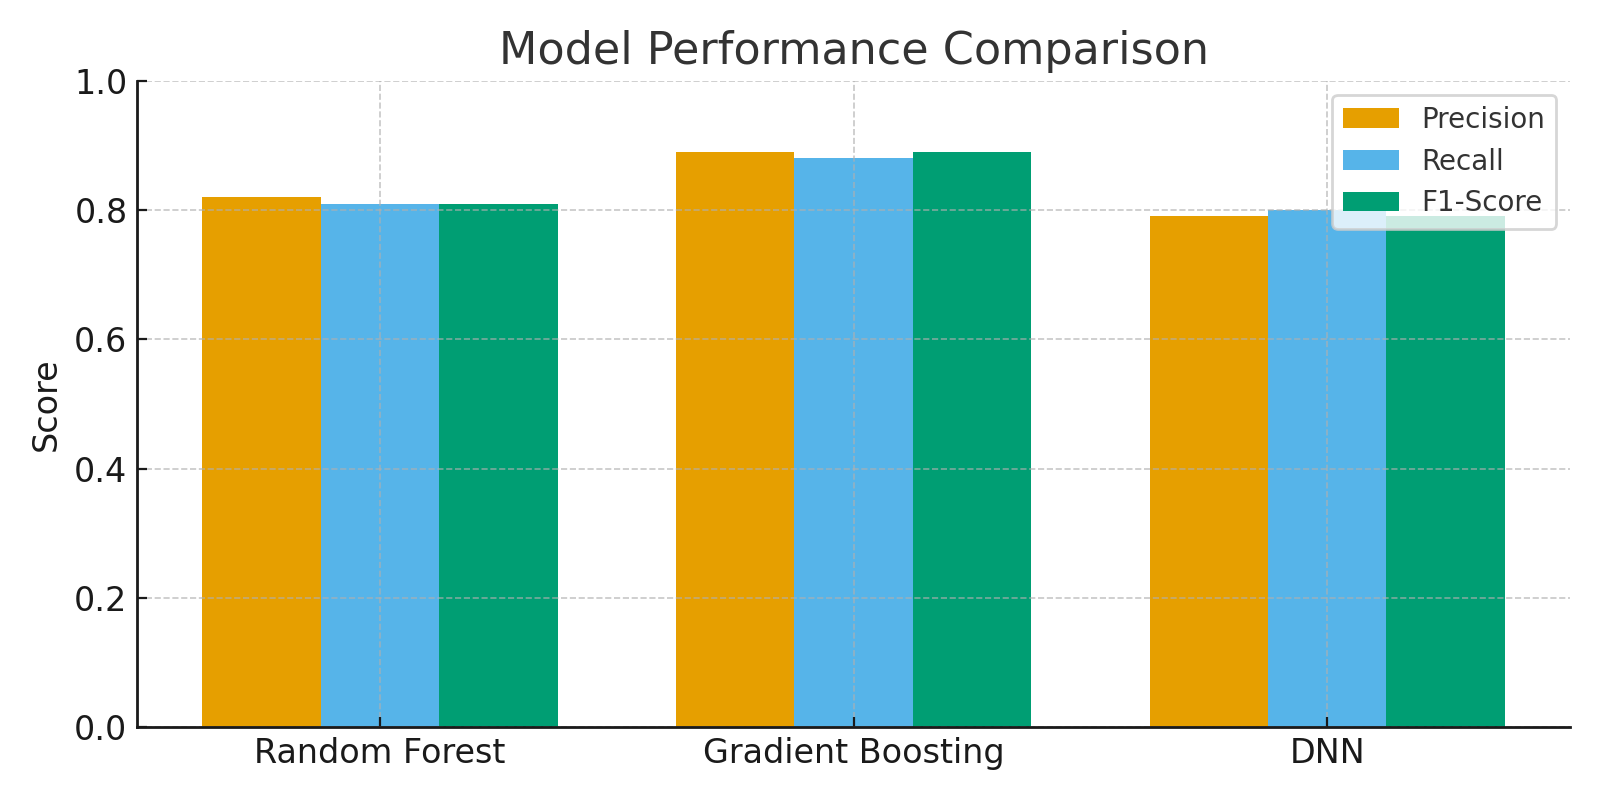 Model Performance Comparison
1.0
0.8
0.6
0.4
0.2
0.0
Score
Precision
Recall
F1-Score
Random Forest
Gradient Boosting
DNN